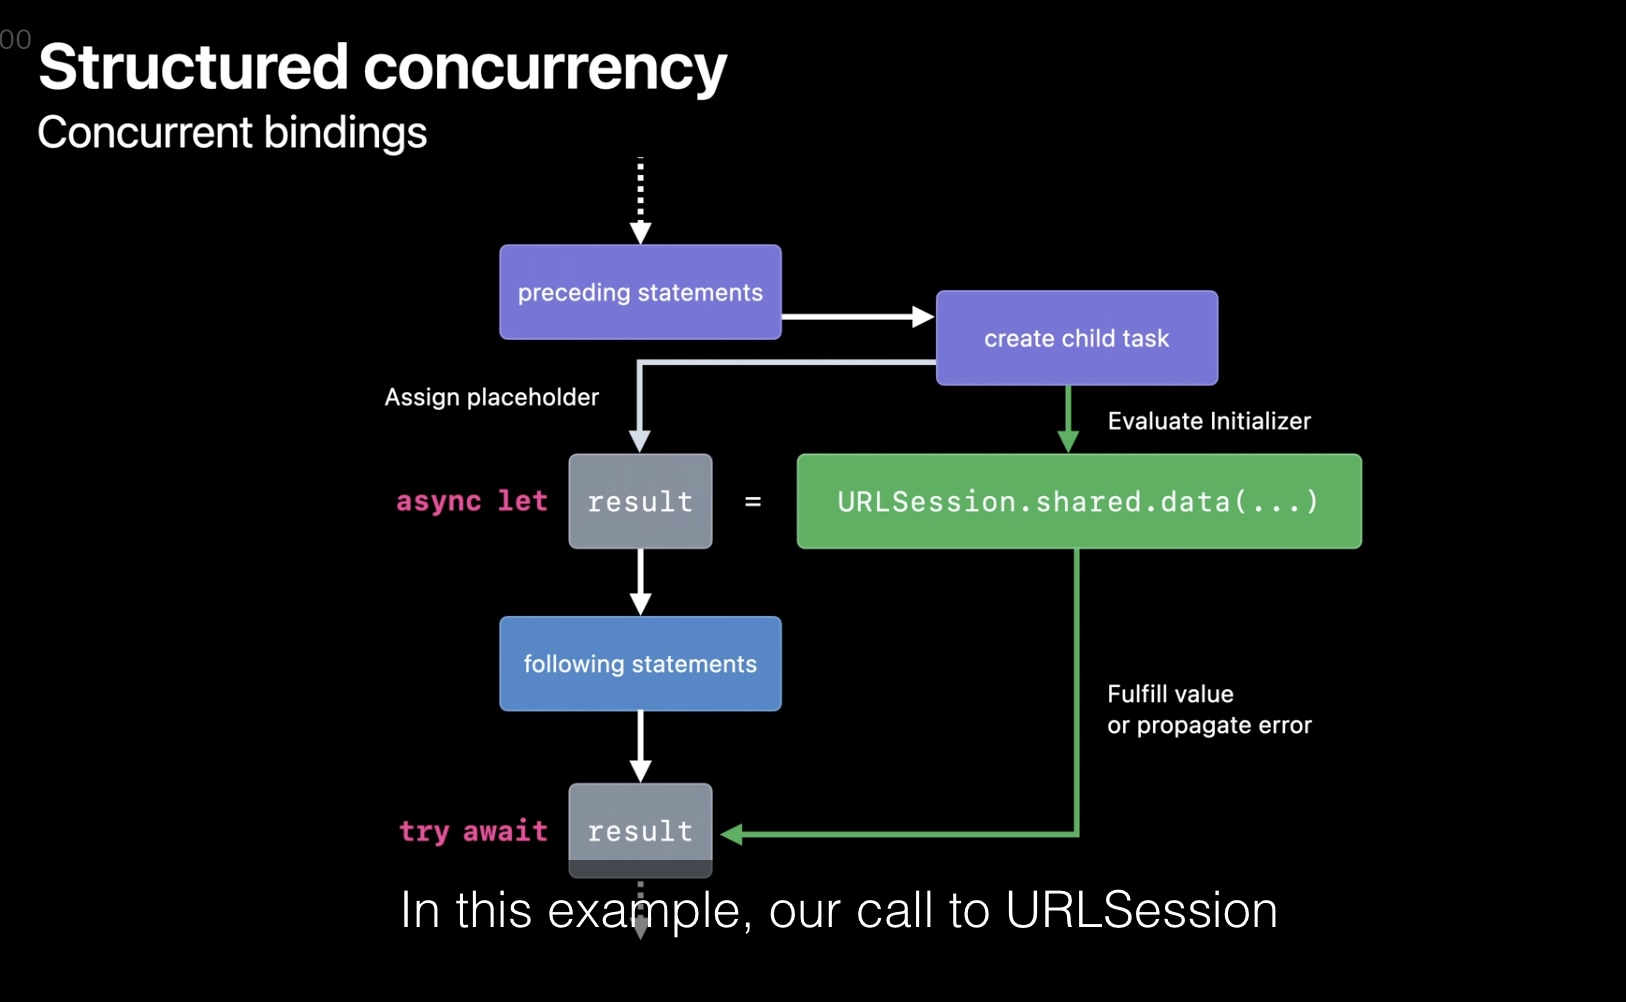 00
Structured concurrency
Concurrent bindings
preceding statements
create child task
Assign placeholder
Evaluate Initializer
async let result = URLSession.shared.data(...)
following statements
Fulfill value
or propagate error
try await result
In this example, our call to URLSession